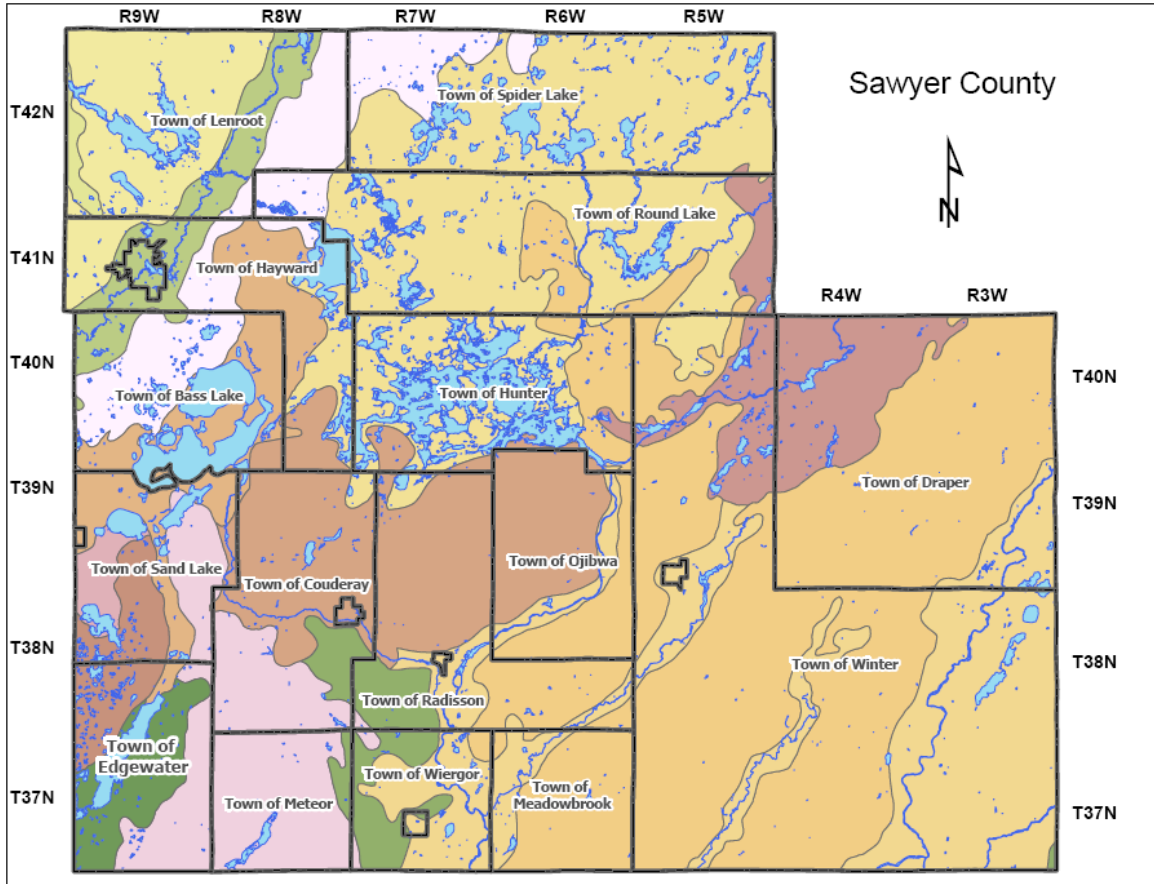 R9W R8W R7W R6W R5W
Sawyer County
T42N
Town of Spider Lake
Town of Lenroot
N
Town of Round Lake
T41N
Town of Hayward
R4W R3W
T40N
T40N
Town of Bass Lake
Town of Hunter
T39N
Town of Draper
T39N
Town of Sand Lake
Town of Couderay
Town of Ojibwa
T38N
Town of Winter
T38N
Town of Radisson
Town of
Edgewater
Town of Wiergor
Town of
Meadowbrook
T37N
Town of Meteor
T37N